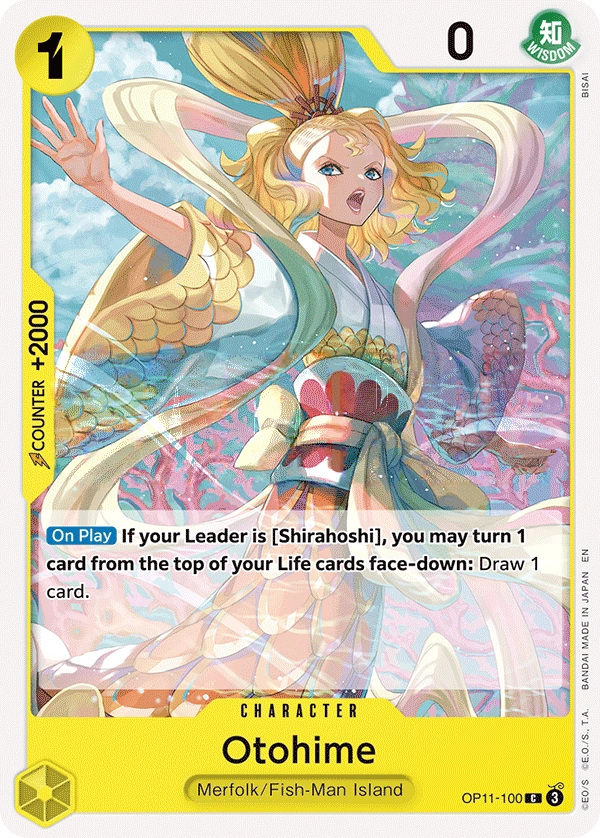 1
0
知
WISDOM
BISAI
COUNTER +2000
On Play If your Leader is [Shirahoshi], you may turn 1
card from the top of your Life cards face-down: Draw 1
card.
CHARACTER
Otohime
Merfolk/Fish-Man Island
OP11-100 C 3
©EO/S ©E.O./S., T.A. BANDAI MADE IN JAPAN EN